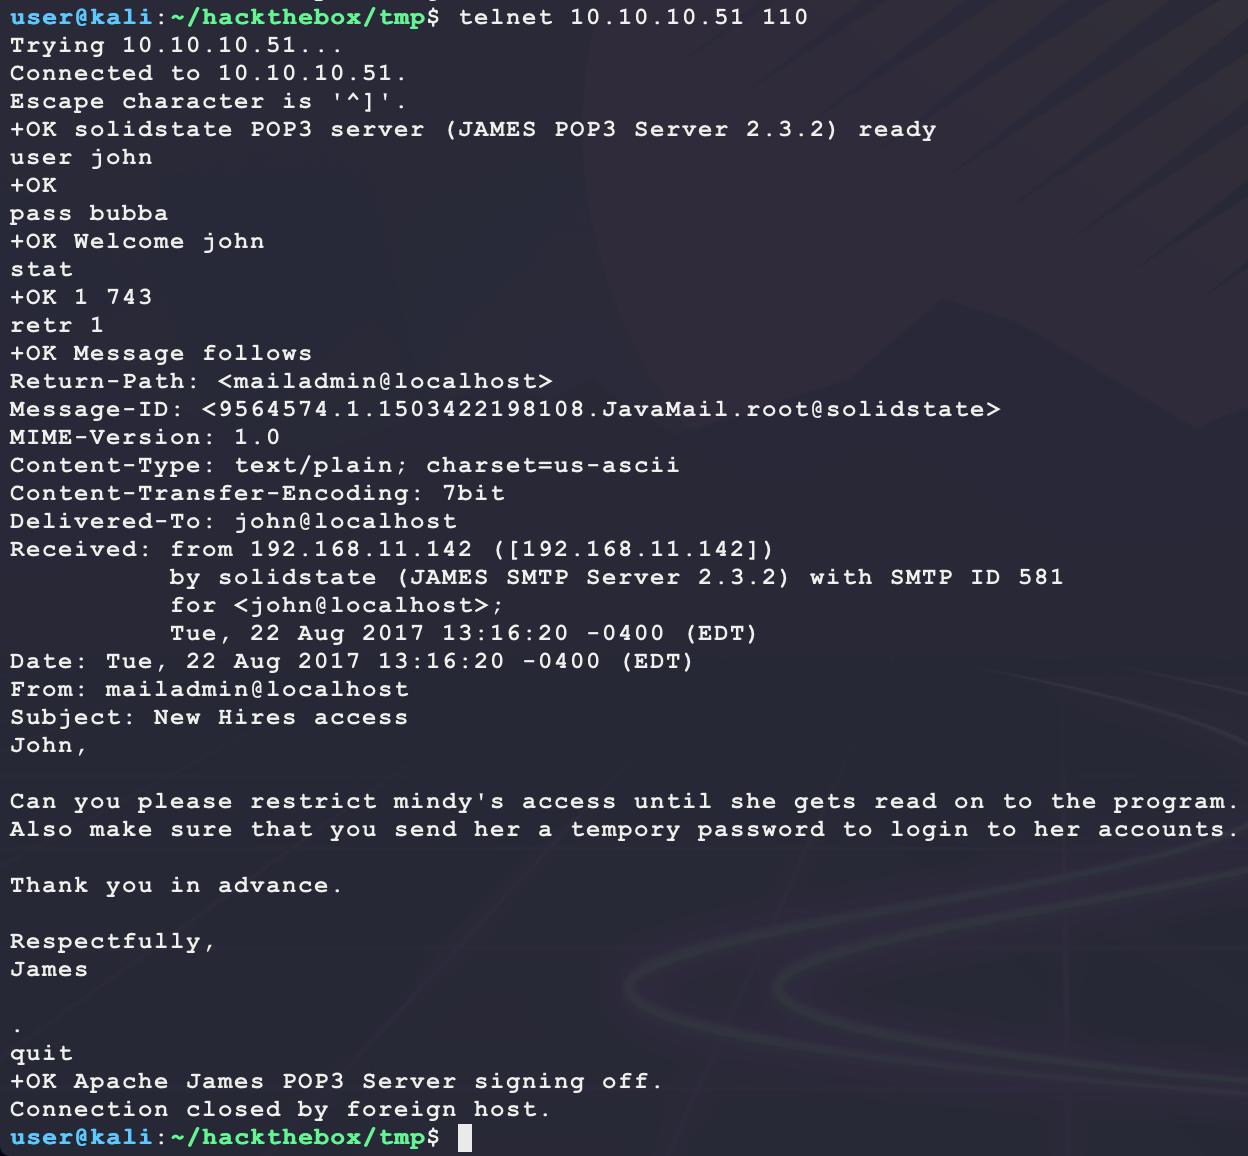 user@kali:~/hackthebox/tmp$ telnet 10.10.10.51 110
Trying 10.10.10.51...
Connected to 10.10.10.51.
Escape character is '^]'.
+OK solidstate POP3 server (JAMES POP3 Server 2.3.2) ready
user john
+OK
pass bubba
+OK Welcome john
stat
+OK 1 743
retr 1
+OK Message follows
Return-Path: <mailadmin@localhost>
Message-ID: <9564574.1.1503422198108.JavaMail.root@solidstate>
MIME-Version: 1.0
Content-Type: text/plain; charset=us-ascii
Content-Transfer-Encoding: 7bit
Delivered-To: john@localhost
Received: from 192.168.11.142 ([192.168.11.142])
          by solidstate (JAMES SMTP Server 2.3.2) with SMTP ID 581
          for <john@localhost>;
          Tue, 22 Aug 2017 13:16:20 -0400 (EDT)
Date: Tue, 22 Aug 2017 13:16:20 -0400 (EDT)
From: mailadmin@localhost
Subject: New Hires access
John,

Can you please restrict mindy's access until she gets read on to the program.
Also make sure that you send her a tempory password to login to her accounts.

Thank you in advance.

Respectfully,
James

.
quit
+OK Apache James POP3 Server signing off.
Connection closed by foreign host.
user@kali:~/hackthebox/tmp$